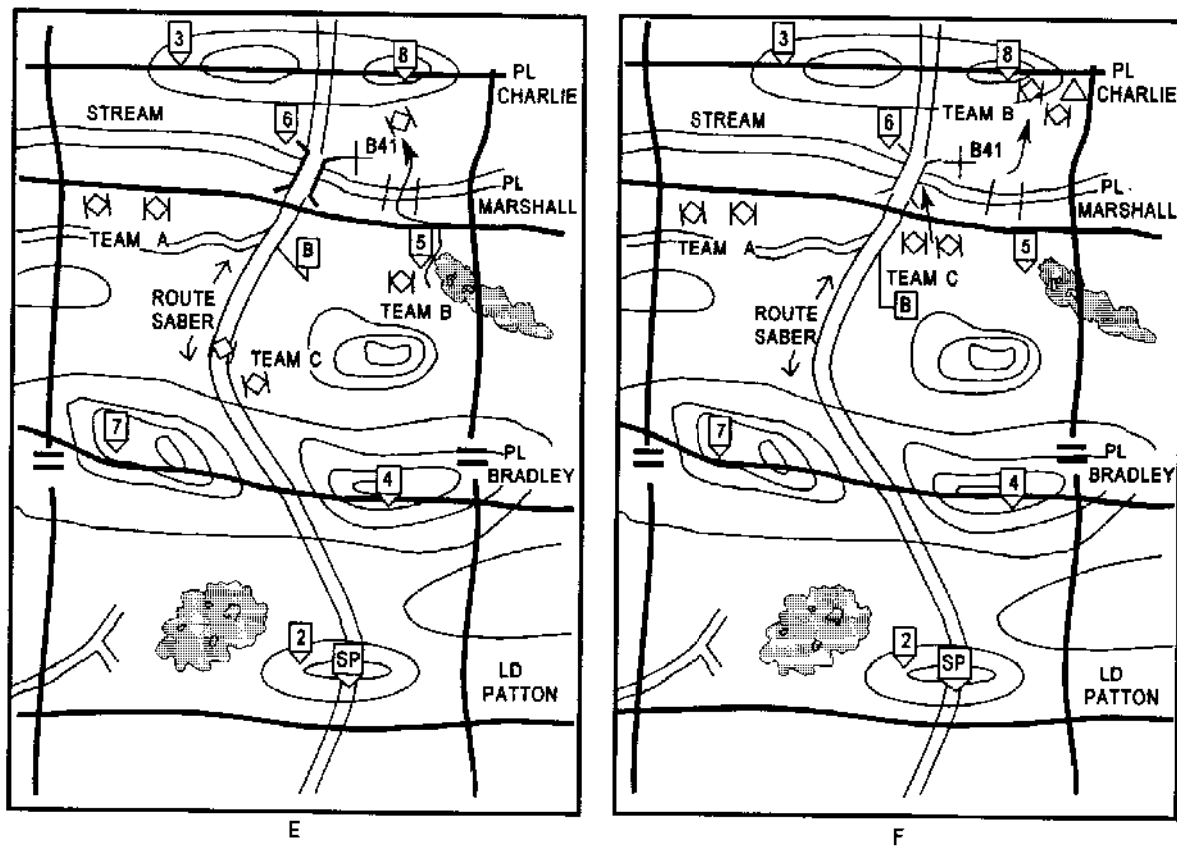 3
8
PL
CHARLIE
STREAM
6
B41
PL
MARSHALL
TEAM A
B
5
ROUTE
SABER
TEAM B
TEAM C
7
PL
BRADLEY
4
2
SP
LD
PATTON
E
3
8
PL
CHARLIE
TEAM B
STREAM
6
B41
PL
MARSHALL
TEAM A
5
TEAM C
ROUTE
SABER
B
7
PL
BRADLEY
4
2
SP
LD
PATTON
F